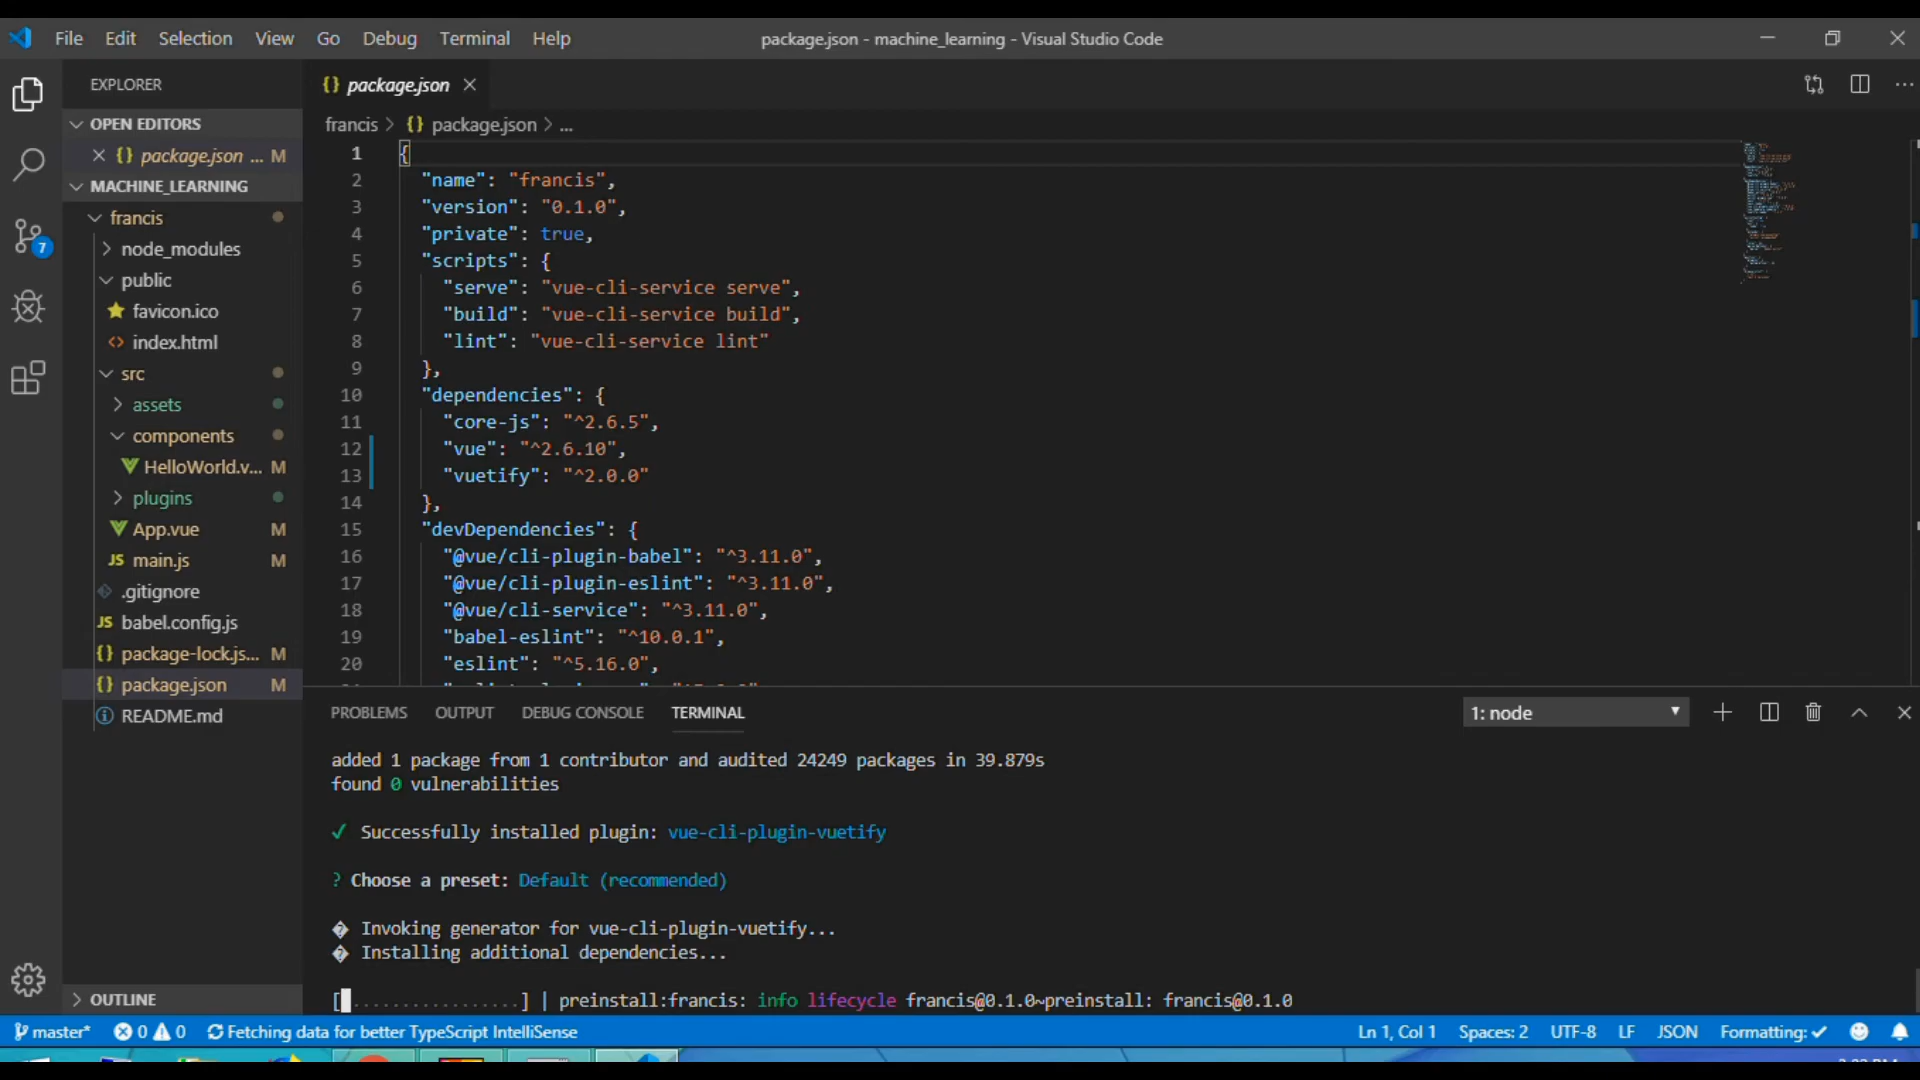 File Edit Selection View Go Debug Terminal Help
package.json - machine_learning - Visual Studio Code
EXPLORER
OPEN EDITORS
{} package.json ... M
MACHINE_LEARNING
francis
node_modules
public
favicon.ico
<> index.html
src
assets
components
HelloWorld.v... M
plugins
App.vue M
JS main.js M
.gitignore
JS babel.config.js
{} package-lock.js... M
{} package.json M
README.md
OUTLINE
7
{} package.json
francis > {} package.json > ...
1 {
2 "name": "francis",
3 "version": "0.1.0",
4 "private": true,
5 "scripts": {
6 "serve": "vue-cli-service serve",
7 "build": "vue-cli-service build",
8 "lint": "vue-cli-service lint"
9 },
10 "dependencies": {
11 "core-js": "^2.6.5",
12 "vue": "^2.6.10",
13 "vuetify": "^2.0.0"
14 },
15 "devDependencies": {
16 "@vue/cli-plugin-babel": "^3.11.0",
17 "@vue/cli-plugin-eslint": "^3.11.0",
18 "@vue/cli-service": "^3.11.0",
19 "babel-eslint": "^10.0.1",
20 "eslint": "^5.16.0",
PROBLEMS OUTPUT DEBUG CONSOLE TERMINAL
1: node
added 1 package from 1 contributor and audited 24249 packages in 39.879s
found 0 vulnerabilities
✓ Successfully installed plugin: vue-cli-plugin-vuetify
? Choose a preset: Default (recommended)
� Invoking generator for vue-cli-plugin-vuetify...
� Installing additional dependencies...
[ .................] | preinstall:francis: info lifecycle francis@0.1.0~preinstall: francis@0.1.0
master* 0 0 Fetching data for better TypeScript IntelliSense
Ln 1, Col 1 Spaces: 2 UTF-8 LF JSON Formatting: ✓